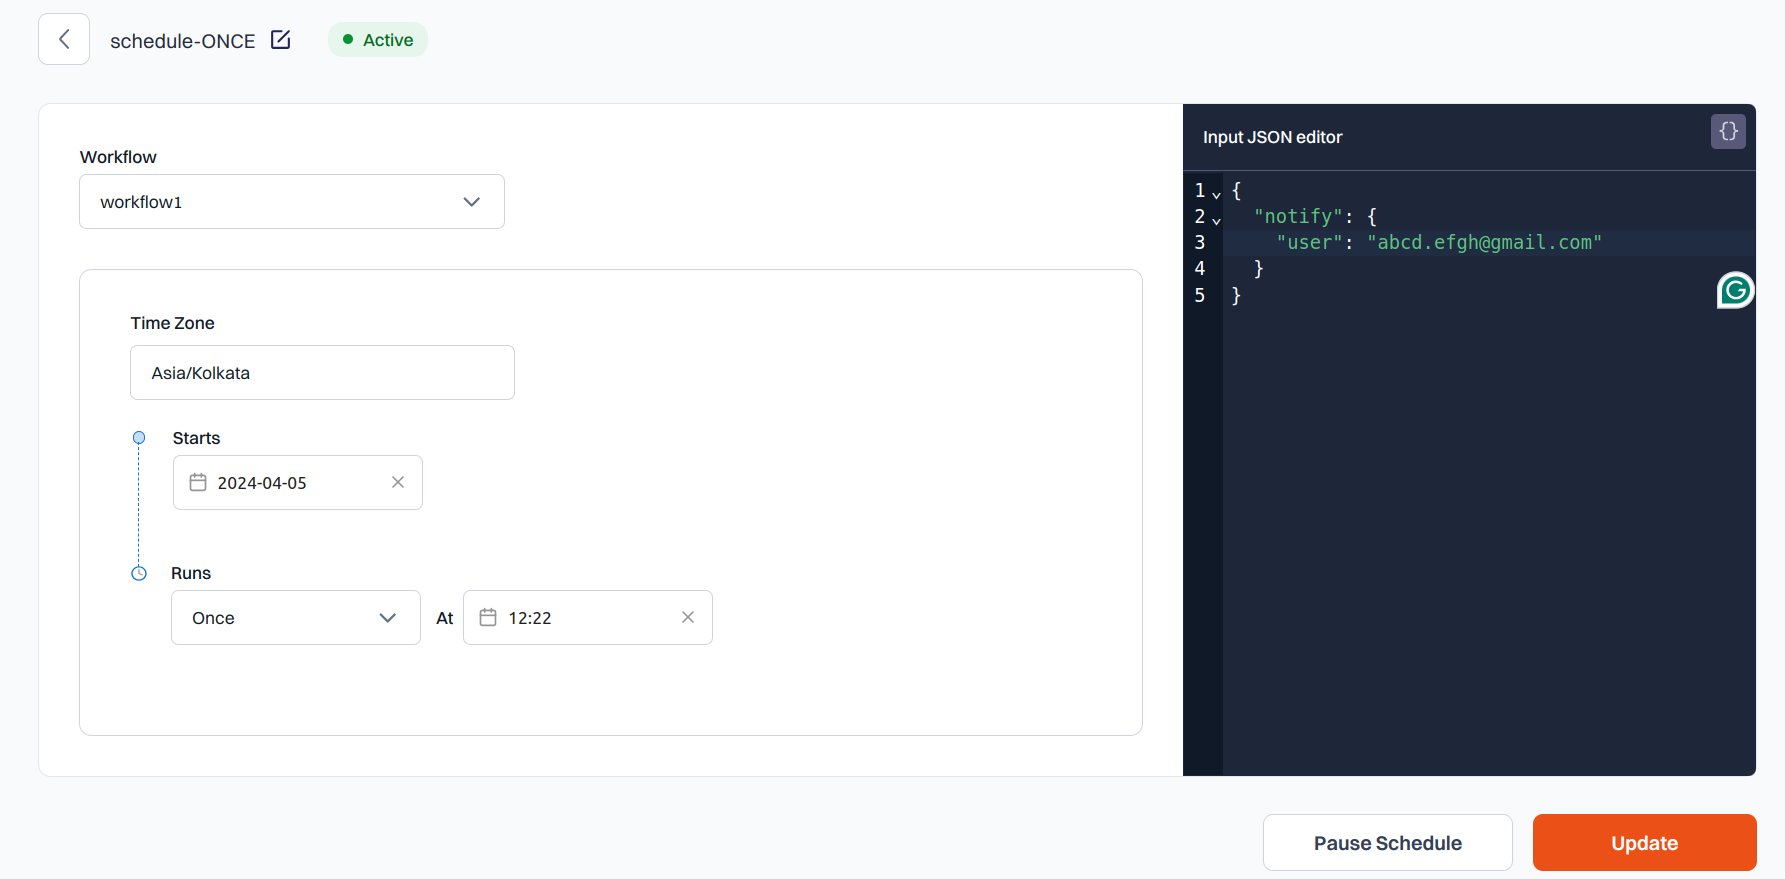 schedule-ONCE
Active
Workflow
workflow1
Time Zone
Asia/Kolkata
Starts
2024-04-05
Runs
Once
At
12:22
Input JSON editor
{}
1 {
2   "notify": {
3     "user": "abcd.efgh@gmail.com"
4   }
5 }
G
Pause Schedule
Update